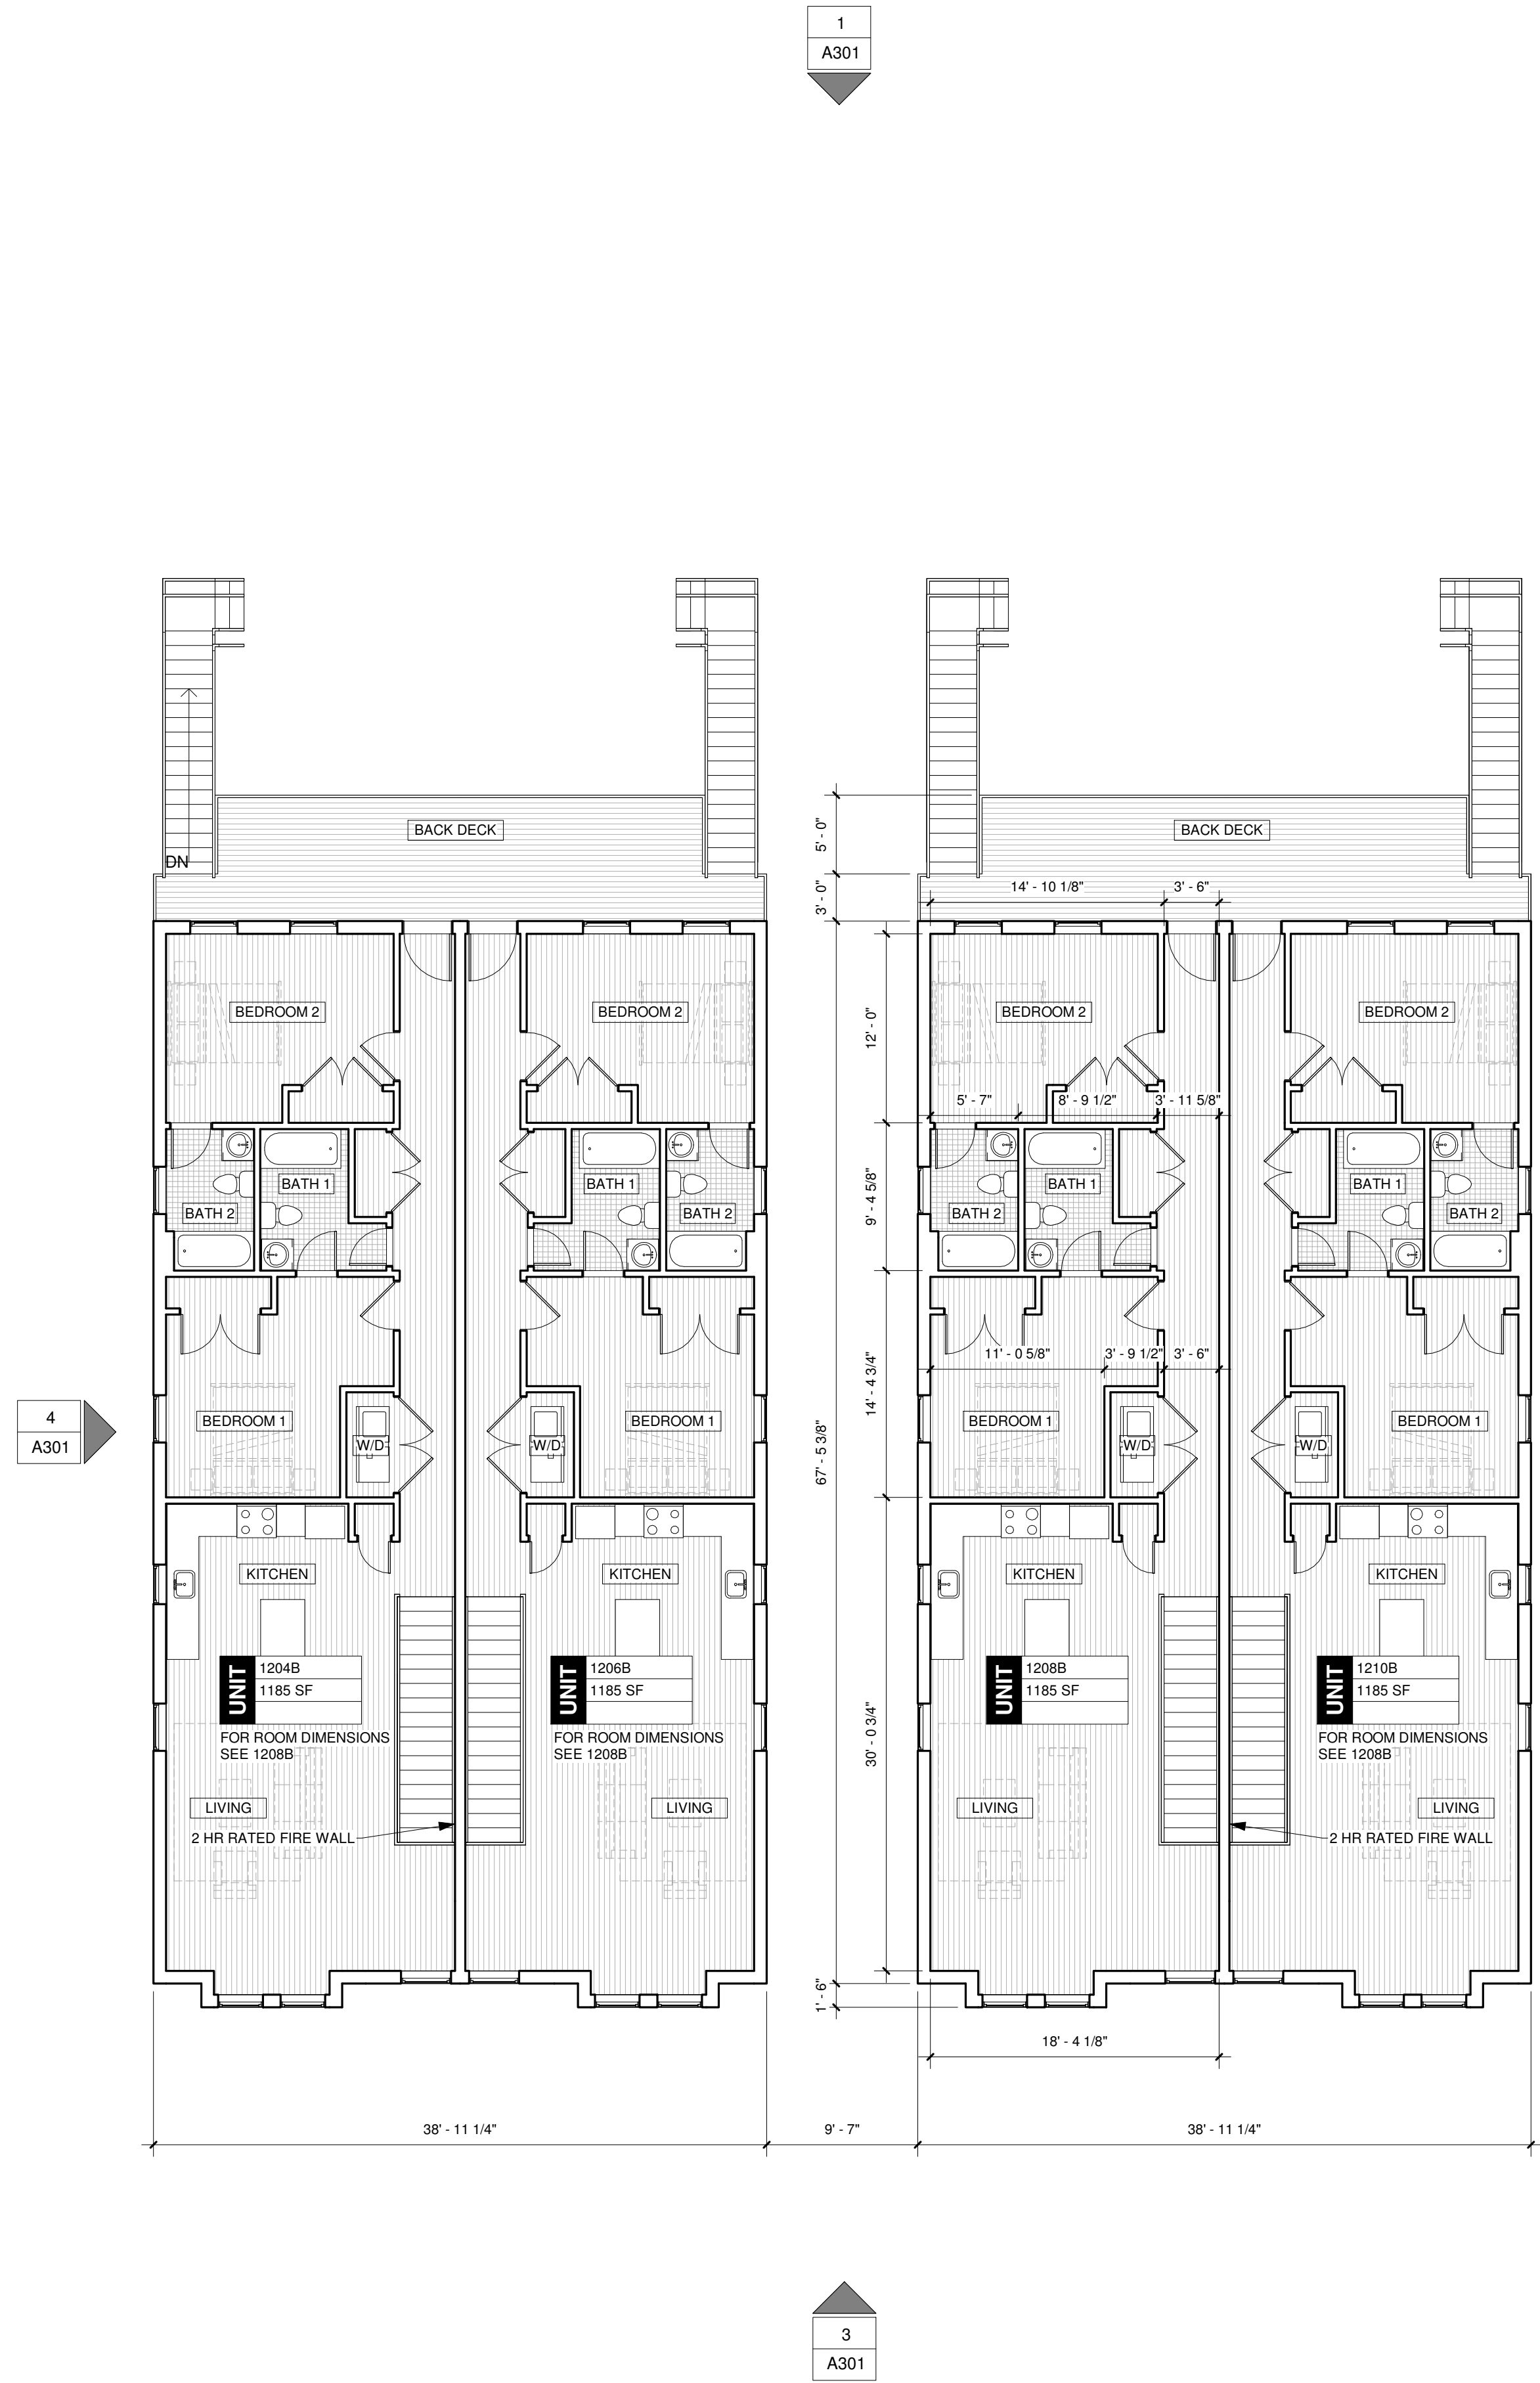 1
A301
BACK DECK
BACK DECK
5' - 0"
DN
3' - 0"
14' - 10 1/8"
3' - 6"
BEDROOM 2
BEDROOM 2
12' - 0"
BEDROOM 2
BEDROOM 2
5' - 7"
8' - 9 1/2"
3' - 11 5/8"
BATH 2
BATH 1
BATH 1
BATH 2
9' - 4 5/8"
BATH 2
BATH 1
BATH 1
BATH 2
11' - 0 5/8"
3' - 9 1/2"
3' - 6"
14' - 4 3/4"
4
A301
BEDROOM 1
W/D
W/D
BEDROOM 1
67' - 5 3/8"
BEDROOM 1
W/D
W/D
BEDROOM 1
KITCHEN
KITCHEN
KITCHEN
KITCHEN
UNIT
1204B
1185 SF
UNIT
1206B
1185 SF
UNIT
1208B
1185 SF
UNIT
1210B
1185 SF
30' - 0 3/4"
FOR ROOM DIMENSIONS
SEE 1208B
FOR ROOM DIMENSIONS
SEE 1208B
FOR ROOM DIMENSIONS
SEE 1208B
LIVING
LIVING
LIVING
LIVING
2 HR RATED FIRE WALL
2 HR RATED FIRE WALL
1' - 6"
18' - 4 1/8"
38' - 11 1/4"
9' - 7"
38' - 11 1/4"
3
A301